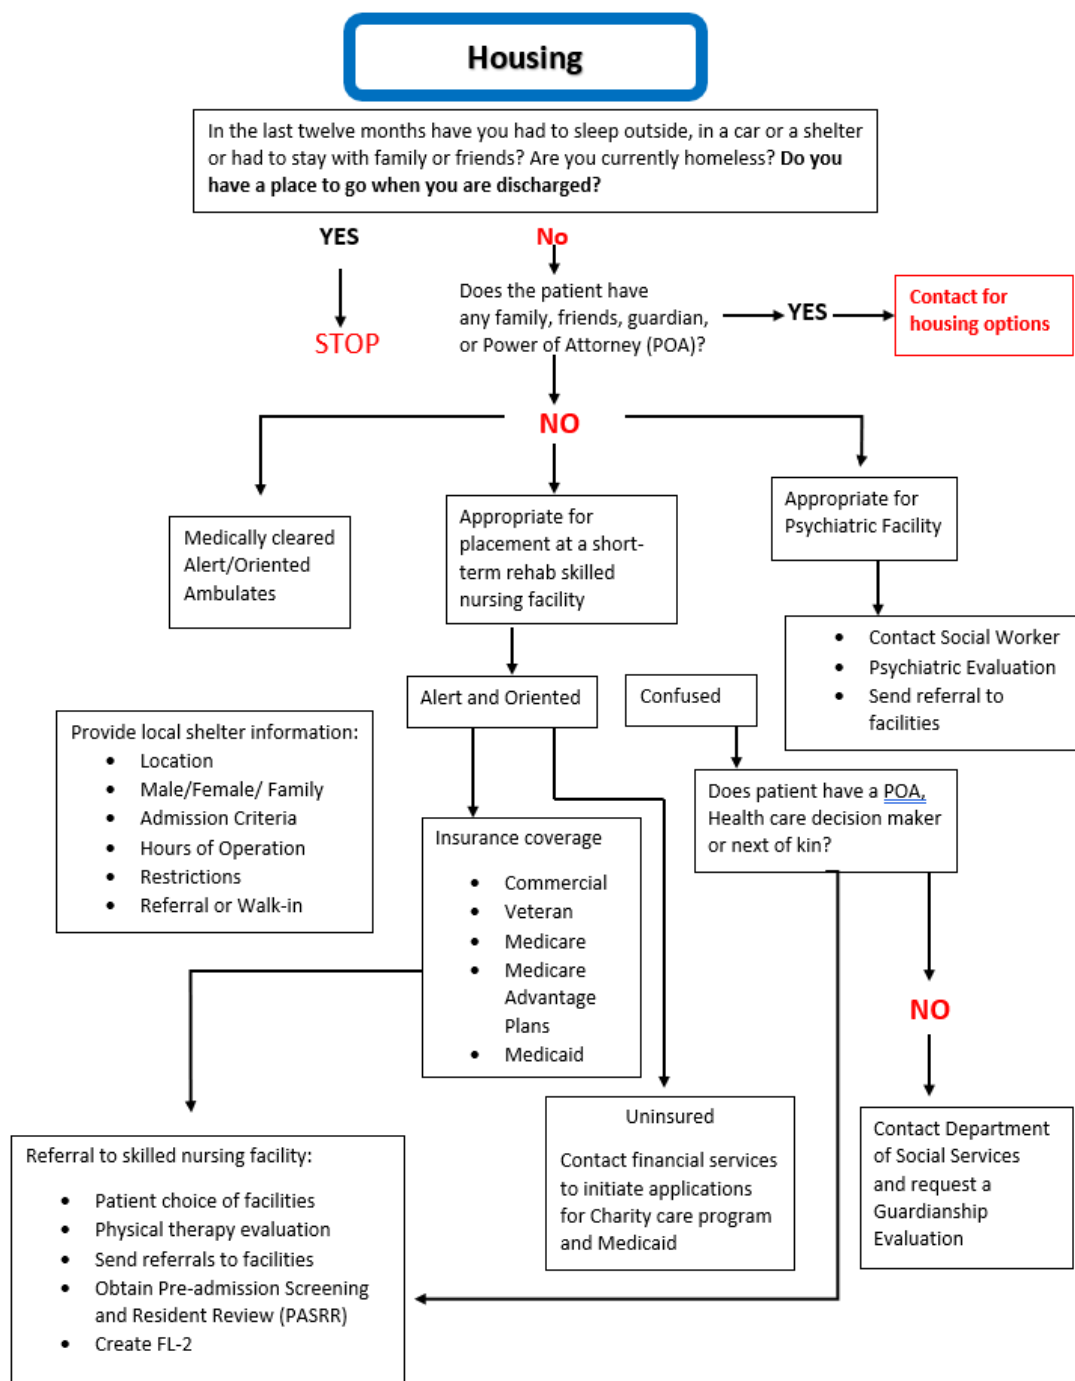 Housing
In the last twelve months have you had to sleep outside, in a car or a shelter
or had to stay with family or friends? Are you currently homeless? Do you
have a place to go when you are discharged?
YES
No
STOP
Does the patient have
any family, friends, guardian,
or Power of Attorney (POA)?
YES
Contact for
housing options
NO
Medically cleared
Alert/Oriented
Ambulates
Appropriate for
placement at a short-
term rehab skilled
nursing facility
Appropriate for
Psychiatric Facility
• Contact Social Worker
• Psychiatric Evaluation
• Send referral to
facilities
Alert and Oriented
Confused
Provide local shelter information:
• Location
• Male/Female/ Family
• Admission Criteria
• Hours of Operation
• Restrictions
• Referral or Walk-in
Does patient have a POA,
Health care decision maker
or next of kin?
Insurance coverage
• Commercial
• Veteran
• Medicare
• Medicare
Advantage
Plans
• Medicaid
NO
Uninsured
Contact financial services
to initiate applications
for Charity care program
and Medicaid
Contact Department
of Social Services
and request a
Guardianship
Evaluation
Referral to skilled nursing facility:
• Patient choice of facilities
• Physical therapy evaluation
• Send referrals to facilities
• Obtain Pre-admission Screening
and Resident Review (PASRR)
• Create FL-2